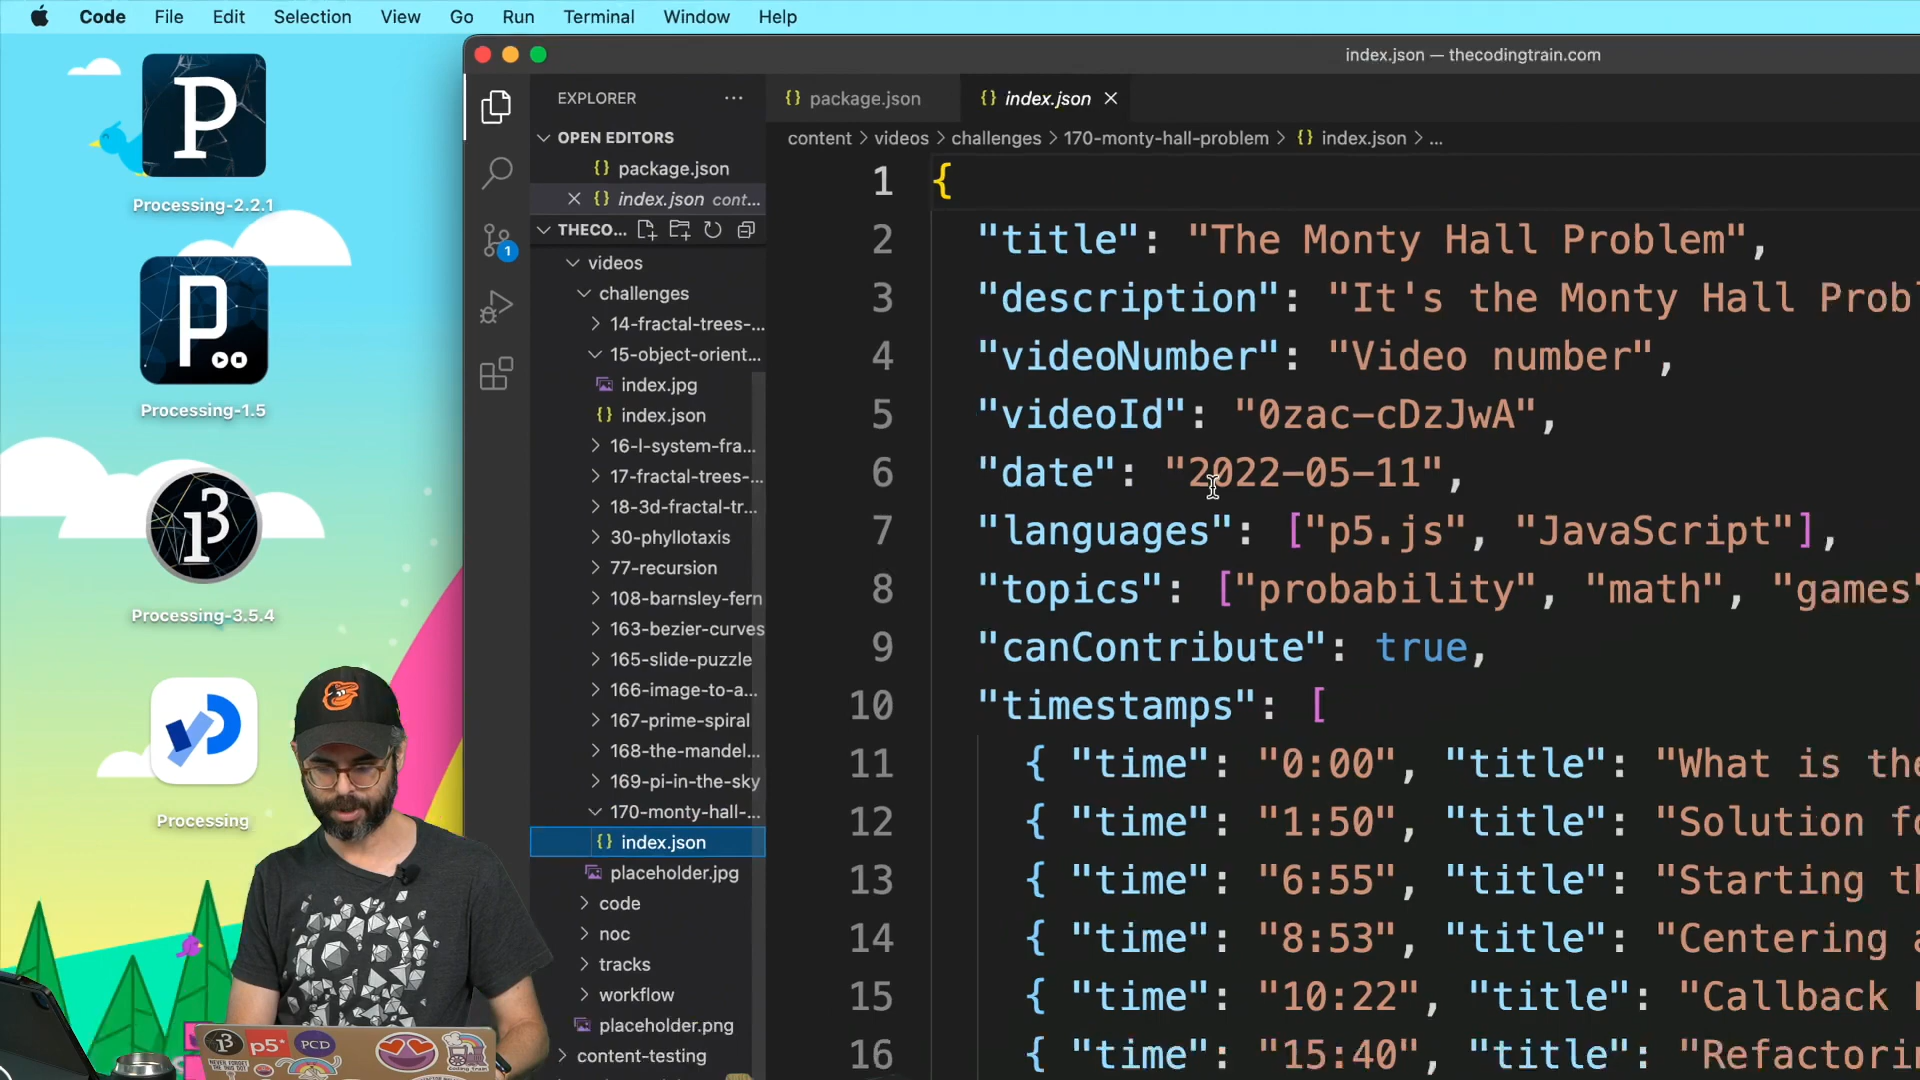 Code File Edit Selection View Go Run Terminal Window Help
index.json — thecodingtrain.com
Processing-2.2.1
Processing-1.5
Processing-3.5.4
Processing
EXPLORER
OPEN EDITORS
package.json
index.json cont...
THECO...
videos
challenges
14-fractal-trees-...
15-object-orient...
index.jpg
index.json
16-l-system-fra...
17-fractal-trees-...
18-3d-fractal-tr...
30-phyllotaxis
77-recursion
108-barnsley-fern
163-bezier-curves
165-slide-puzzle
166-image-to-a...
167-prime-spiral
168-the-mandel...
169-pi-in-the-sky
170-monty-hall-...
index.json
placeholder.jpg
code
noc
tracks
workflow
placeholder.png
content-testing
1
package.json
index.json
content > videos > challenges > 170-monty-hall-problem > {} index.json > ...
1 {
2 "title": "The Monty Hall Problem",
3 "description": "It's the Monty Hall Probl
4 "videoNumber": "Video number",
5 "videoId": "0zac-cDzJwA",
6 "date": "2022-05-11",
7 "languages": ["p5.js", "JavaScript"],
8 "topics": ["probability", "math", "games"
9 "canContribute": true,
10 "timestamps": [
11 { "time": "0:00", "title": "What is the
12 { "time": "1:50", "title": "Solution fo
13 { "time": "6:55", "title": "Starting th
14 { "time": "8:53", "title": "Centering a
15 { "time": "10:22", "title": "Callback
16 { "time": "15:40", "title": "Refactorin
P
P
i3
i3
p5*
PCD